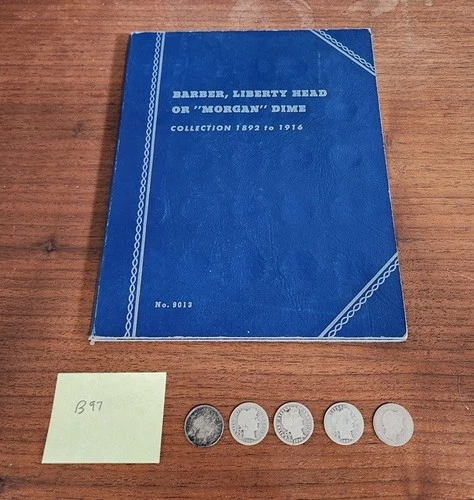 BARBER, LIBERTY HEAD
OR "MORGAN" DIME
COLLECTION 1892 to 1916
No. 9013
B97